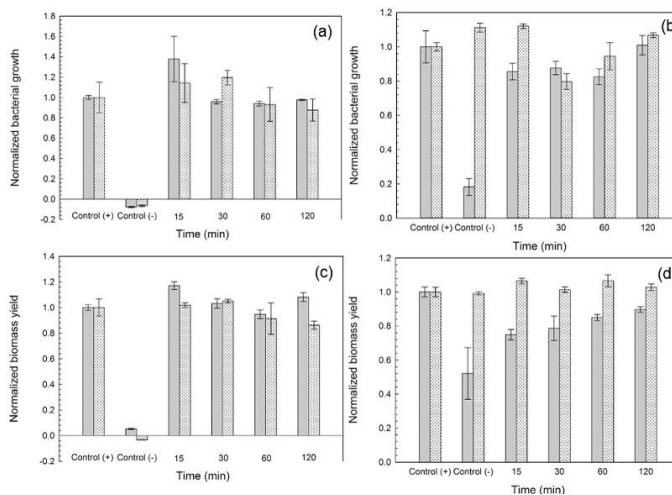 (a)
Normalized bacterial growth
1.8
1.6
1.4
1.2
1.0
0.8
0.6
0.4
0.2
0.0
-0.2
Control (+) Control (-) 15 30 60 120
Time (min)
(b)
Normalized bacterial growth
1.2
1.0
0.8
0.6
0.4
0.2
0.0
Control (+) Control (-) 15 30 60 120
Time (min)
(c)
Normalized biomass yield
1.4
1.2
1.0
0.8
0.6
0.4
0.2
0.0
-0.2
Control (+) Control (-) 15 30 60 120
Time (min)
(d)
Normalized biomass yield
1.2
1.0
0.8
0.6
0.4
0.2
0.0
Control (+) Control (-) 15 30 60 120
Time (min)